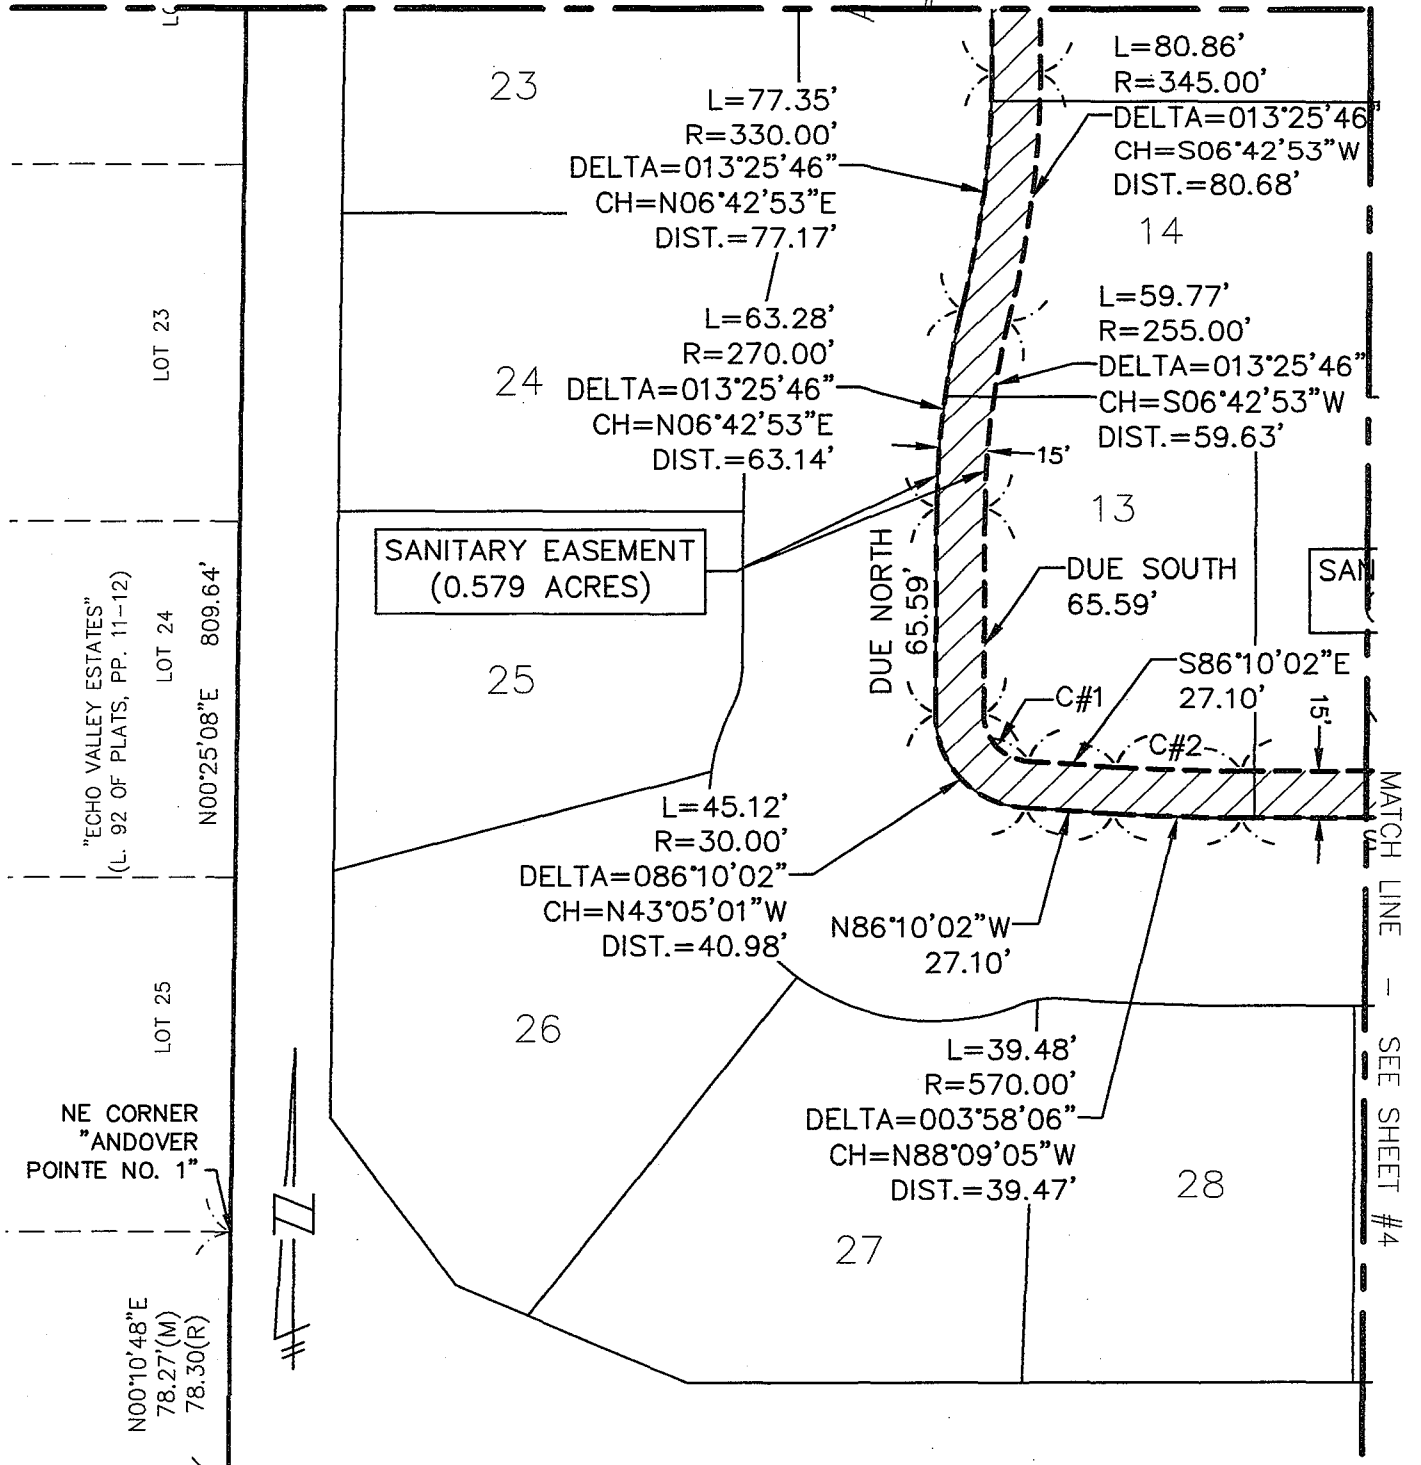 23
L=77.35'
R=330.00'
DELTA=013°25'46"
CH=N06°42'53"E
DIST.=77.17'
L=80.86'
R=345.00'
DELTA=013°25'46
CH=S06°42'53"W
DIST.=80.68'
14
LOT 23
24
L=63.28'
R=270.00'
DELTA=013°25'46"
CH=N06°42'53"E
DIST.=63.14'
L=59.77'
R=255.00'
DELTA=013°25'46"
CH=S06°42'53"W
DIST.=59.63'
15'
13
SANITARY EASEMENT
(0.579 ACRES)
DUE NORTH
65.59'
DUE SOUTH
65.59'
SAN
"ECHO VALLEY ESTATES"
(L. 92 OF PLATS, PP. 11-12)
LOT 24
N00°25'08"E 809.64'
25
S86°10'02"E
27.10'
C#1
C#2
15'
L=45.12'
R=30.00'
DELTA=086°10'02"
CH=N43°05'01"W
DIST.=40.98'
N86°10'02"W
27.10'
MATCH LINE - SEE SHEET #4
LOT 25
26
L=39.48'
R=570.00'
DELTA=003°58'06"
CH=N88°09'05"W
DIST.=39.47'
NE CORNER
"ANDOVER
POINTE NO. 1"
28
27
N00°10'48"E
78.27'(M)
78.30(R)